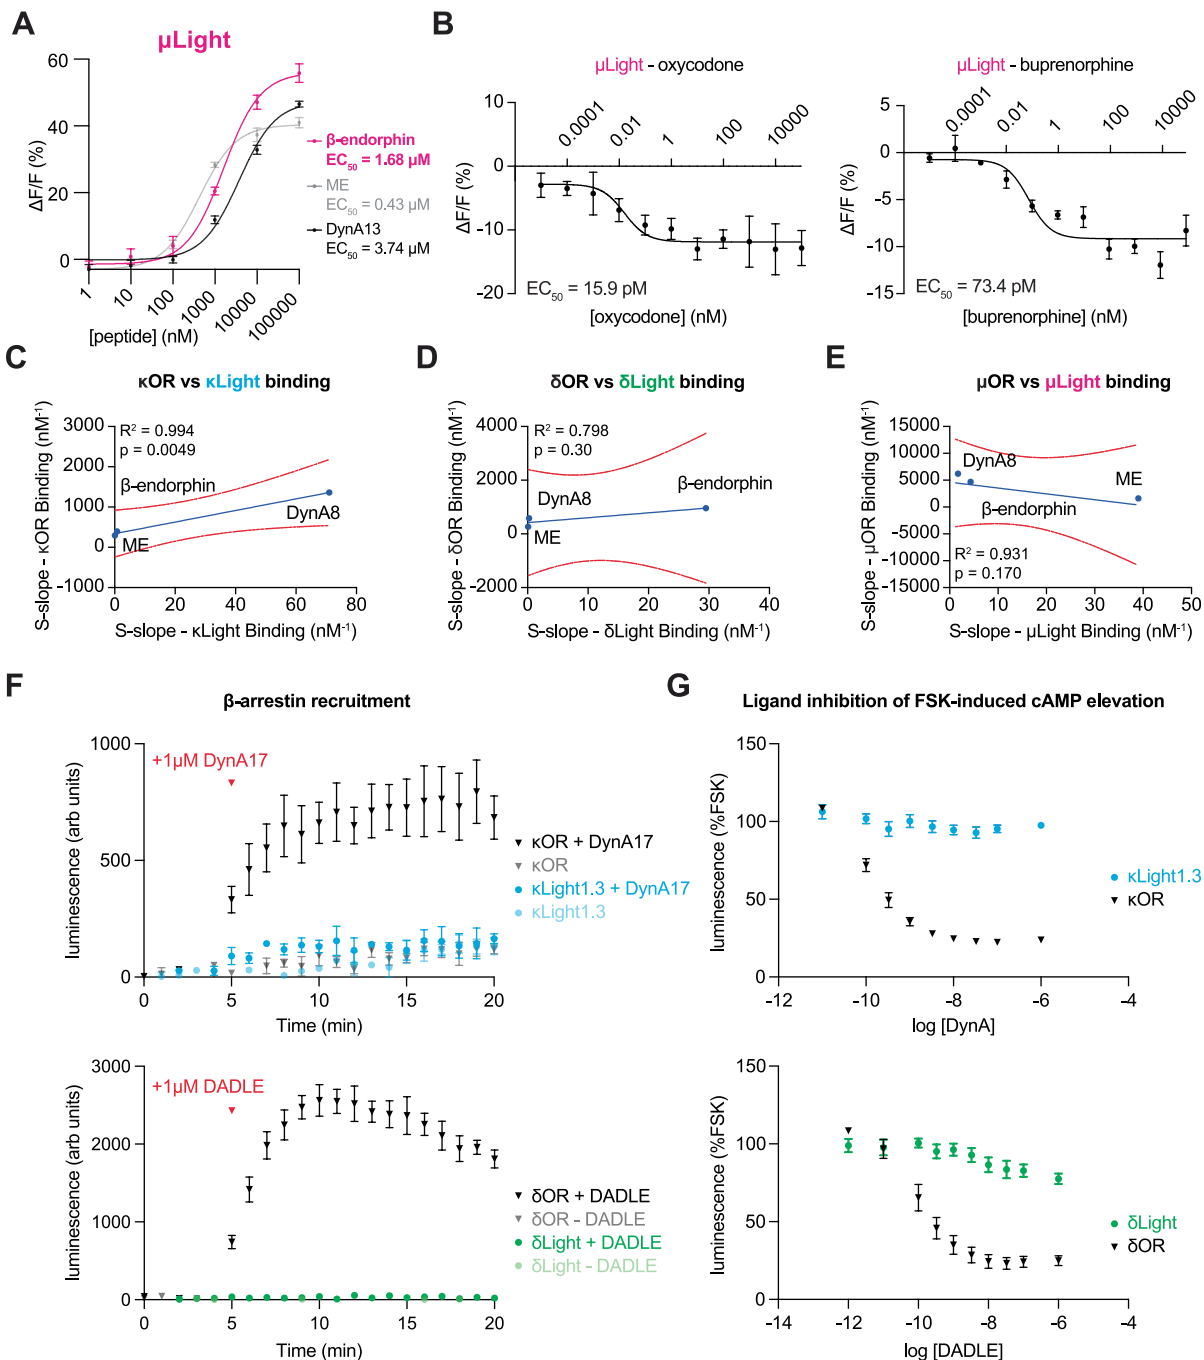 A
µLight
60
40
20
0
ΔF/F (%)
1
10
100
1000
10000
100000
[peptide] (nM)
β-endorphin
EC50 = 1.68 µM
ME
EC50 = 0.43 µM
DynA13
EC50 = 3.74 µM
B
µLight - oxycodone
0.0001
0.01
1
100
10000
10
0
-10
-20
ΔF/F (%)
EC50 = 15.9 pM
[oxycodone] (nM)
µLight - buprenorphine
0.0001
0.01
1
100
10000
5
0
-5
-10
-15
ΔF/F (%)
EC50 = 73.4 pM
[buprenorphine] (nM)
C
κOR vs κLight binding
S-slope - κOR Binding (nM-1)
3000
2000
1000
0
-1000
R2 = 0.994
p = 0.0049
β-endorphin
DynA8
ME
0 20 40 60 80
S-slope - κLight Binding (nM-1)
D
δOR vs δLight binding
S-slope - δOR Binding (nM-1)
4000
2000
0
-2000
R2 = 0.798
p = 0.30
DynA8
β-endorphin
ME
0 10 20 30 40
S-slope - δLight Binding (nM-1)
E
µOR vs µLight binding
S-slope - µOR Binding (nM-1)
15000
10000
5000
0
-5000
-10000
-15000
DynA8
ME
β-endorphin
R2 = 0.931
p = 0.170
0 10 20 30 40 50
S-slope - µLight Binding (nM-1)
F
β-arrestin recruitment
luminescence (arb units)
1000
500
0
+1µM DynA17
κOR + DynA17
κOR
κLight1.3 + DynA17
κLight1.3
0 5 10 15 20
Time (min)
luminescence (arb units)
3000
2000
1000
0
+1µM DADLE
δOR + DADLE
δOR - DADLE
δLight + DADLE
δLight - DADLE
0 5 10 15 20
Time (min)
G
Ligand inhibition of FSK-induced cAMP elevation
luminescence (%FSK)
150
100
50
0
κLight1.3
κOR
-12 -10 -8 -6 -4
log [DynA]
luminescence (%FSK)
150
100
50
0
δLight
δOR
-14 -12 -10 -8 -6 -4
log [DADLE]